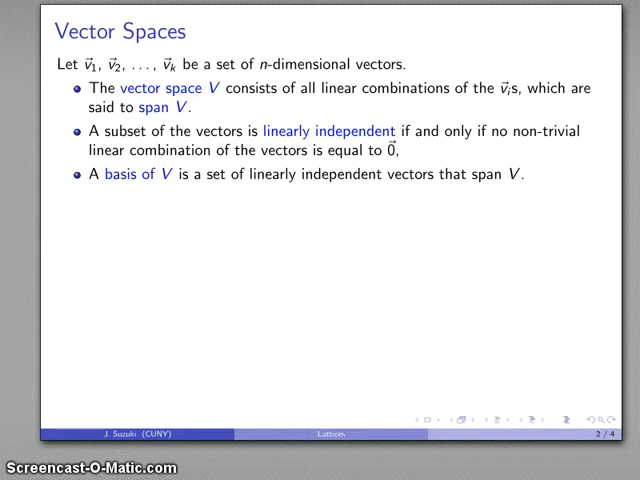 Vector Spaces
Let v⃗₁, v⃗₂, ..., v⃗ₖ be a set of n-dimensional vectors.
The vector space V consists of all linear combinations of the v⃗ᵢs, which are
said to span V.
A subset of the vectors is linearly independent if and only if no non-trivial
linear combination of the vectors is equal to 0⃗,
A basis of V is a set of linearly independent vectors that span V.
J. Suzuki (CUNY) Lattices 2 / 4
Screencast-O-Matic.com